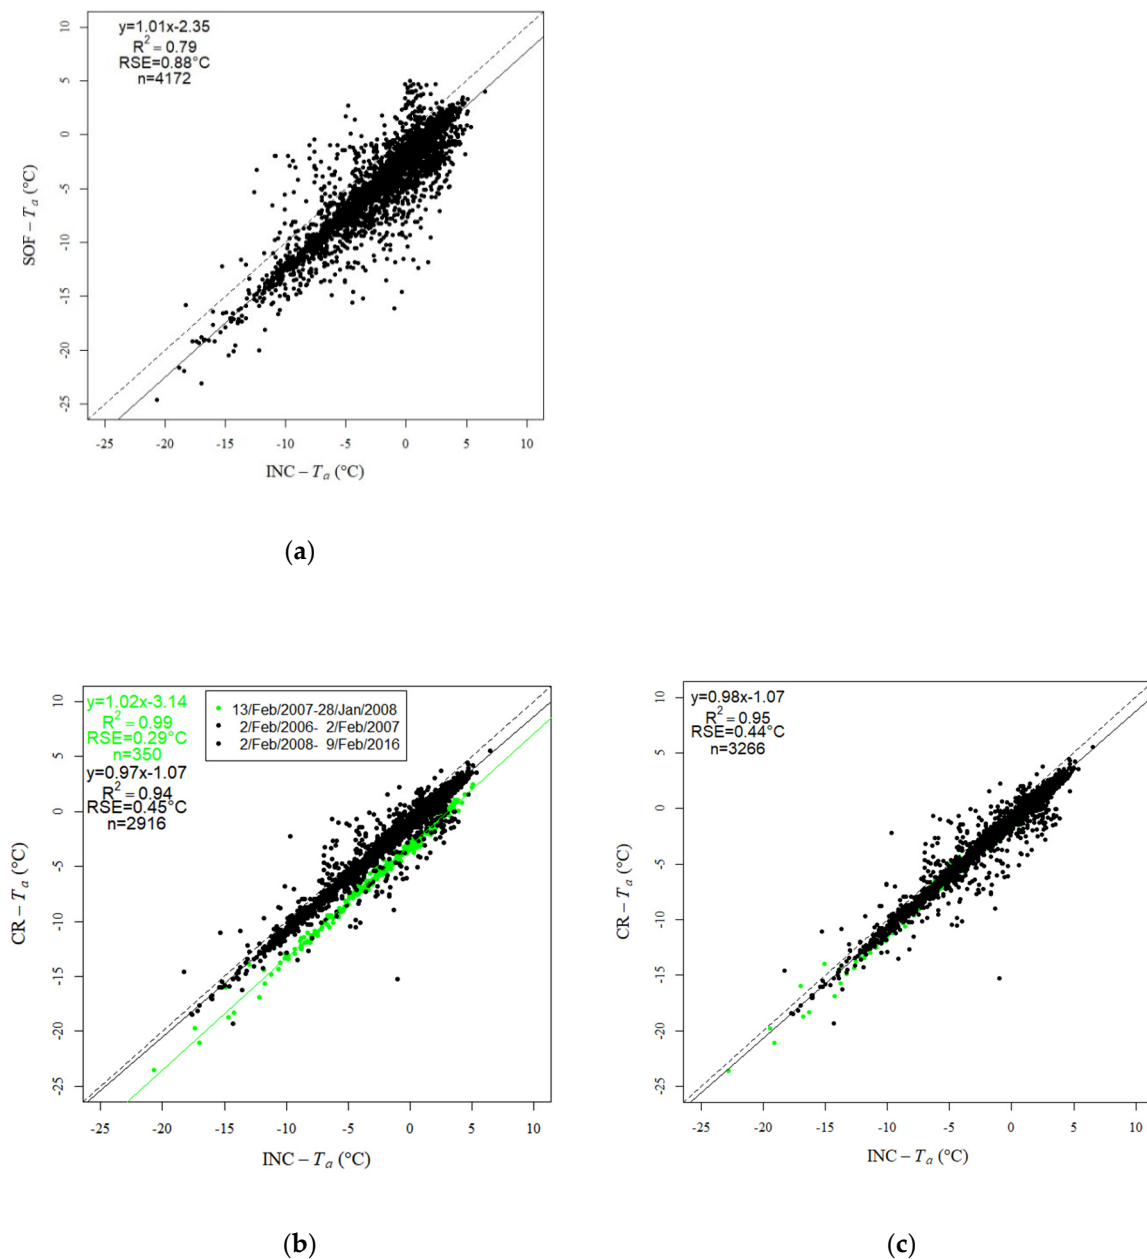 y=1.01x-2.35
R2 = 0.79
RSE=0.88°C
n=4172
10
5
0
-5
-10
-15
-20
-25
SOF – Ta (°C)
-25 -20 -15 -10 -5 0 5 10
INC – Ta (°C)
(a)
y=1.02x-3.14
R2 = 0.99
RSE=0.29°C
n=350
y=0.97x-1.07
R2 = 0.94
RSE=0.45°C
n=2916
13/Feb/2007-28/Jan/2008
2/Feb/2006- 2/Feb/2007
2/Feb/2008- 9/Feb/2016
10
5
0
-5
-10
-15
-20
-25
CR – Ta (°C)
-25 -20 -15 -10 -5 0 5 10
INC – Ta (°C)
(b)
y=0.98x-1.07
R2 = 0.95
RSE=0.44°C
n=3266
10
5
0
-5
-10
-15
-20
-25
CR – Ta (°C)
-25 -20 -15 -10 -5 0 5 10
INC – Ta (°C)
(c)